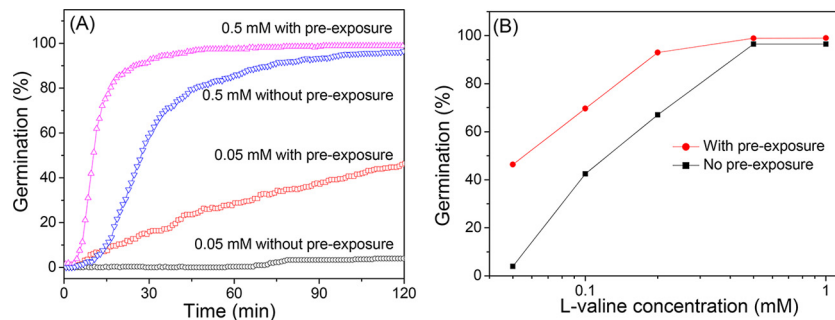 (A)
0.5 mM with pre-exposure
0.5 mM without pre-exposure
0.05 mM with pre-exposure
0.05 mM without pre-exposure
Germination (%)
100
80
60
40
20
0
0 30 60 90 120
Time (min)
(B)
With pre-exposure
No pre-exposure
Germination (%)
100
80
60
40
20
0
0.1 1
L-valine concentration (mM)